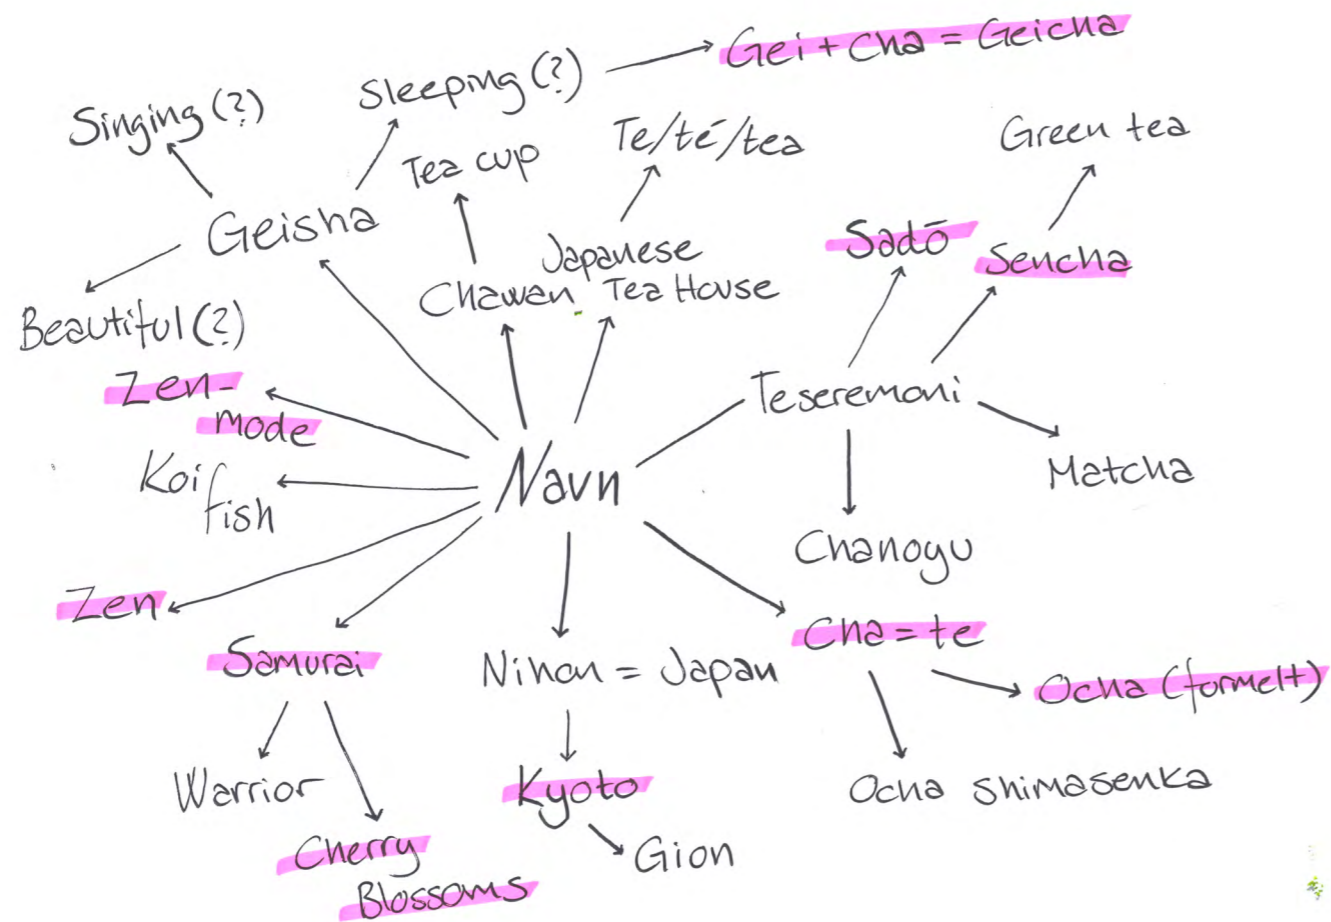 Gei + Cha = Geicha
Sleeping (?)
Singing (?)
Te/té/tea
Green tea
Tea cup
Geisha
Sadō
Sencha
Japanese
Tea House
Chawan
Beautiful (?)
Zen-
mode
Teseremoni
Matcha
Koi
fish
Navn
Chanoyu
Zen
Cha = te
Samurai
Nihon = Japan
Ocha (formelt)
Warrior
Kyoto
Ocha shimasenka
Cherry
Blossoms
Gion